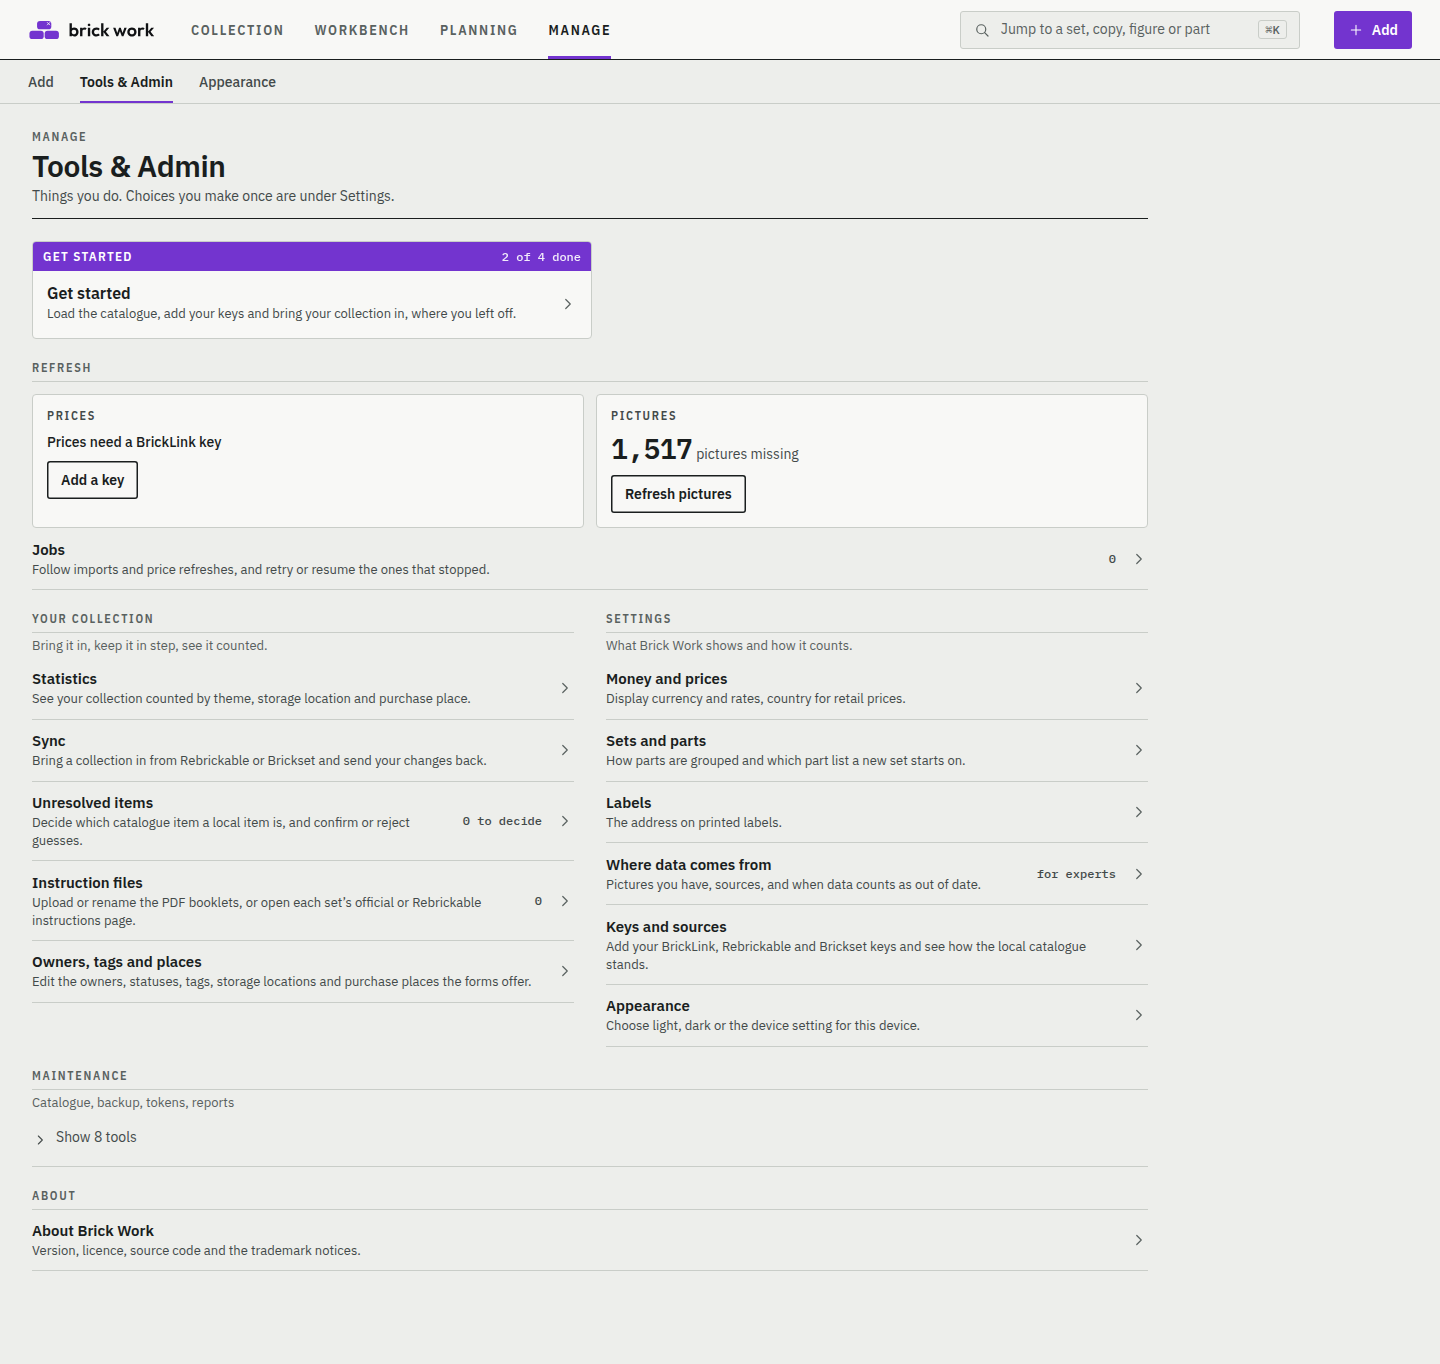 brick work
COLLECTION
WORKBENCH
PLANNING
MANAGE
Jump to a set, copy, figure or part
⌘K
Add
Add
Tools & Admin
Appearance
MANAGE
Tools & Admin
Things you do. Choices you make once are under Settings.
GET STARTED
2 of 4 done
Get started
Load the catalogue, add your keys and bring your collection in, where you left off.
REFRESH
PRICES
Prices need a BrickLink key
Add a key
PICTURES
1,517 pictures missing
Refresh pictures
Jobs
Follow imports and price refreshes, and retry or resume the ones that stopped.
0
YOUR COLLECTION
Bring it in, keep it in step, see it counted.
Statistics
See your collection counted by theme, storage location and purchase place.
Sync
Bring a collection in from Rebrickable or Brickset and send your changes back.
Unresolved items
Decide which catalogue item a local item is, and confirm or reject
guesses.
0 to decide
Instruction files
Upload or rename the PDF booklets, or open each set’s official or Rebrickable
instructions page.
0
Owners, tags and places
Edit the owners, statuses, tags, storage locations and purchase places the forms offer.
SETTINGS
What Brick Work shows and how it counts.
Money and prices
Display currency and rates, country for retail prices.
Sets and parts
How parts are grouped and which part list a new set starts on.
Labels
The address on printed labels.
Where data comes from
Pictures you have, sources, and when data counts as out of date.
for experts
Keys and sources
Add your BrickLink, Rebrickable and Brickset keys and see how the local catalogue
stands.
Appearance
Choose light, dark or the device setting for this device.
MAINTENANCE
Catalogue, backup, tokens, reports
Show 8 tools
ABOUT
About Brick Work
Version, licence, source code and the trademark notices.